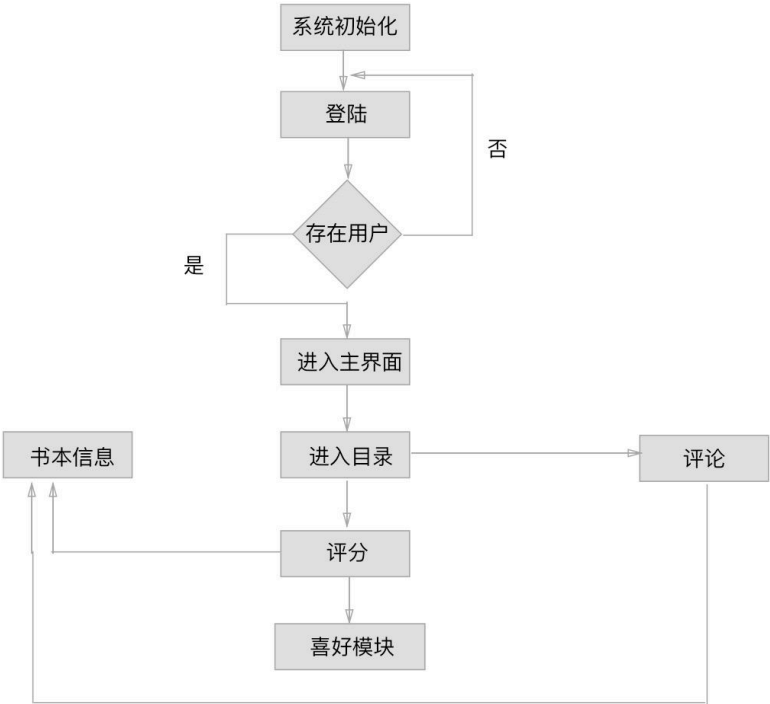 系统初始化
登陆
否
存在用户
是
进入主界面
书本信息
进入目录
评论
评分
喜好模块